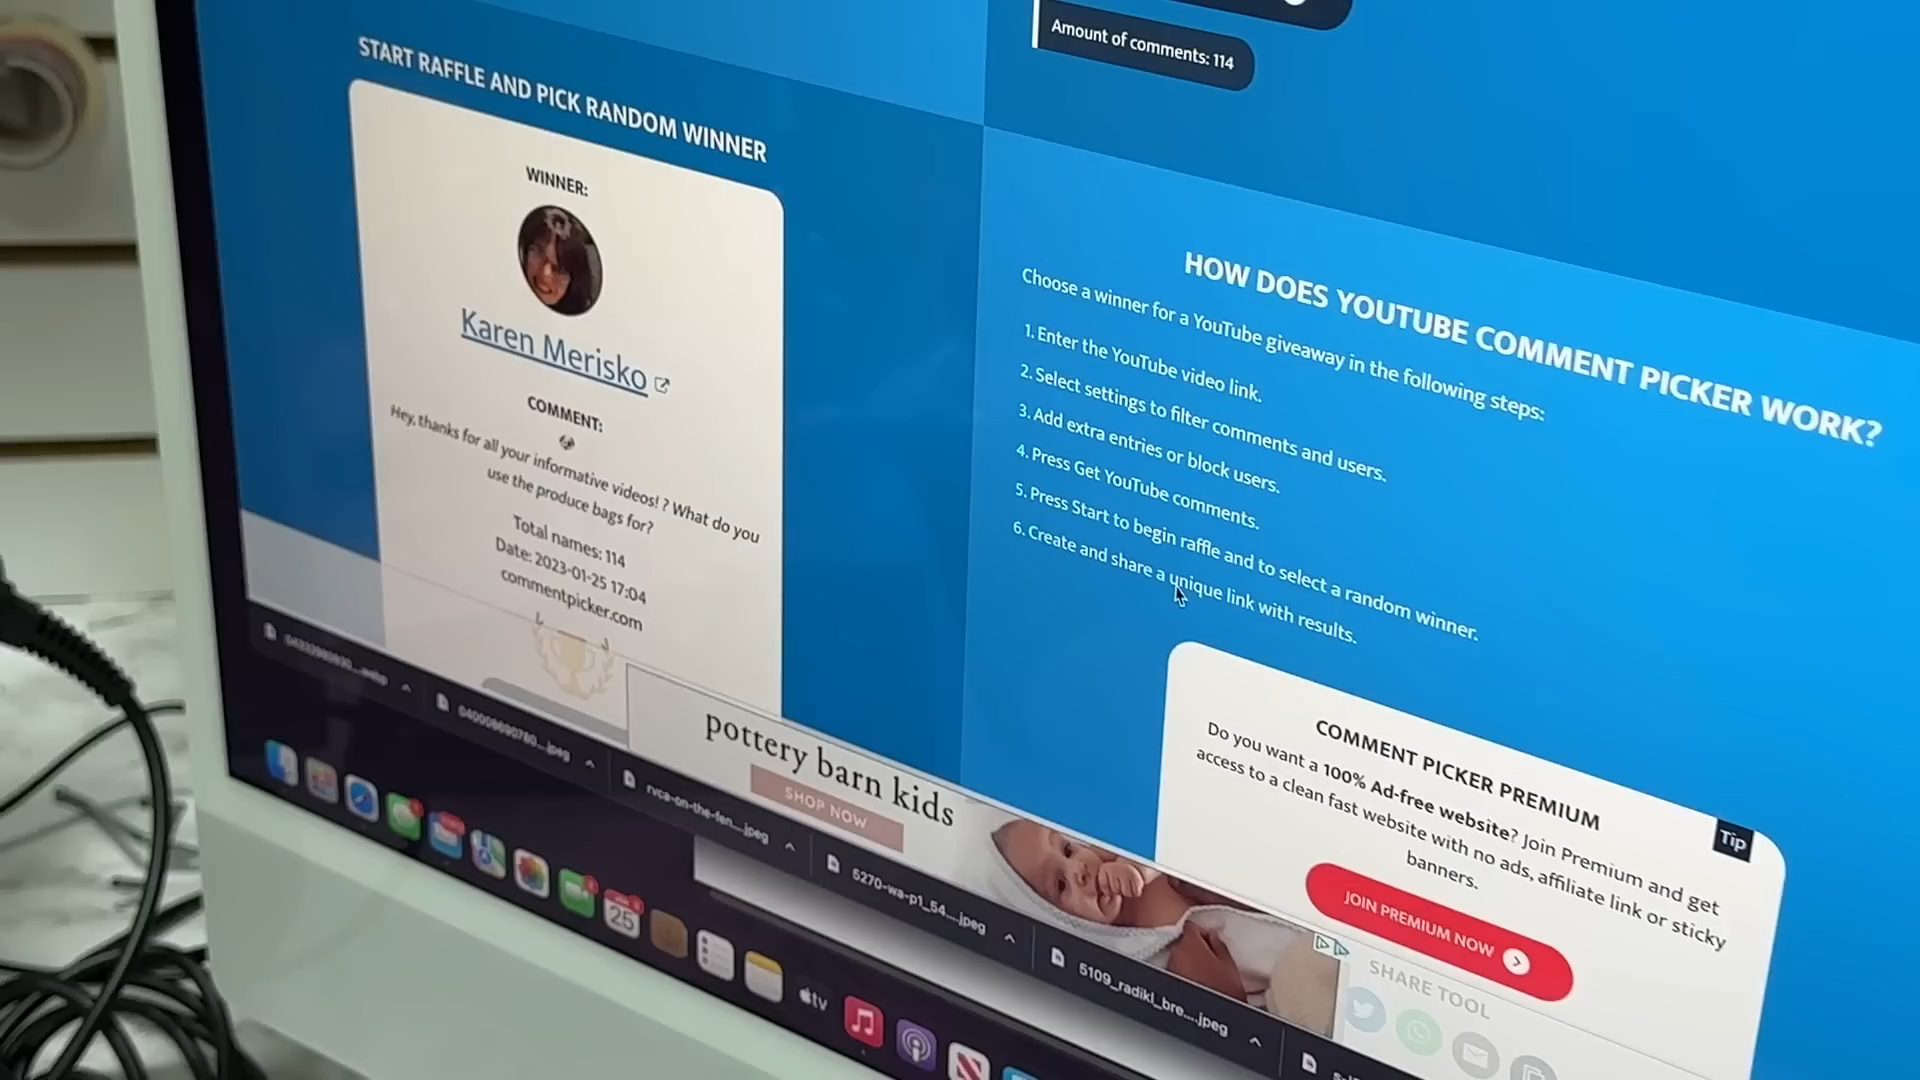 Amount of comments: 114
START RAFFLE AND PICK RANDOM WINNER
WINNER:
Karen Merisko
COMMENT:
Hey, thanks for all your informative videos! ? What do you
use the produce bags for?
Total names: 114
Date: 2023-01-25 17:04
commentpicker.com
HOW DOES YOUTUBE COMMENT PICKER WORK?
Choose a winner for a YouTube giveaway in the following steps:
1. Enter the YouTube video link.
2. Select settings to filter comments and users.
3. Add extra entries or block users.
4. Press Get YouTube comments.
5. Press Start to begin raffle and to select a random winner.
6. Create and share a unique link with results.
COMMENT PICKER PREMIUM
Tip
Do you want a 100% Ad-free website? Join Premium and get
access to a clean fast website with no ads, affiliate link or sticky
banners.
JOIN PREMIUM NOW
SHARE TOOL
pottery barn kids
SHOP NOW
rvca-on-the-fen....jpeg
5270-wa-p1_54....jpeg
5109_radikl_bre....jpeg
25
tv